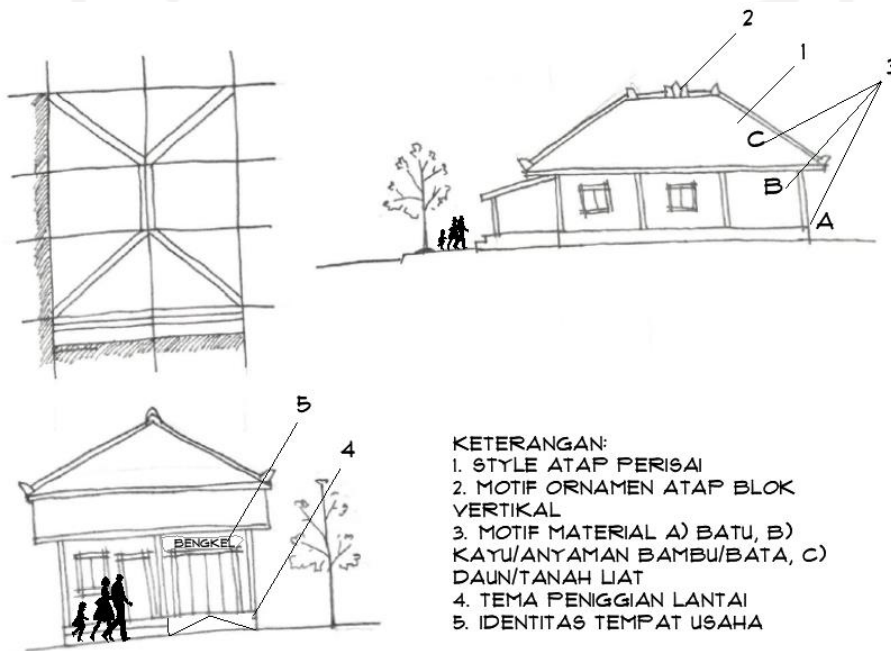 2
1
3
C
B
A
5
4
BENGKEL
KETERANGAN:
1. STYLE ATAP PERISAI
2. MOTIF ORNAMEN ATAP BLOK
VERTIKAL
3. MOTIF MATERIAL A) BATU, B)
KAYU/ANYAMAN BAMBU/BATA, C)
DAUN/TANAH LIAT
4. TEMA PENIGGIAN LANTAI
5. IDENTITAS TEMPAT USAHA